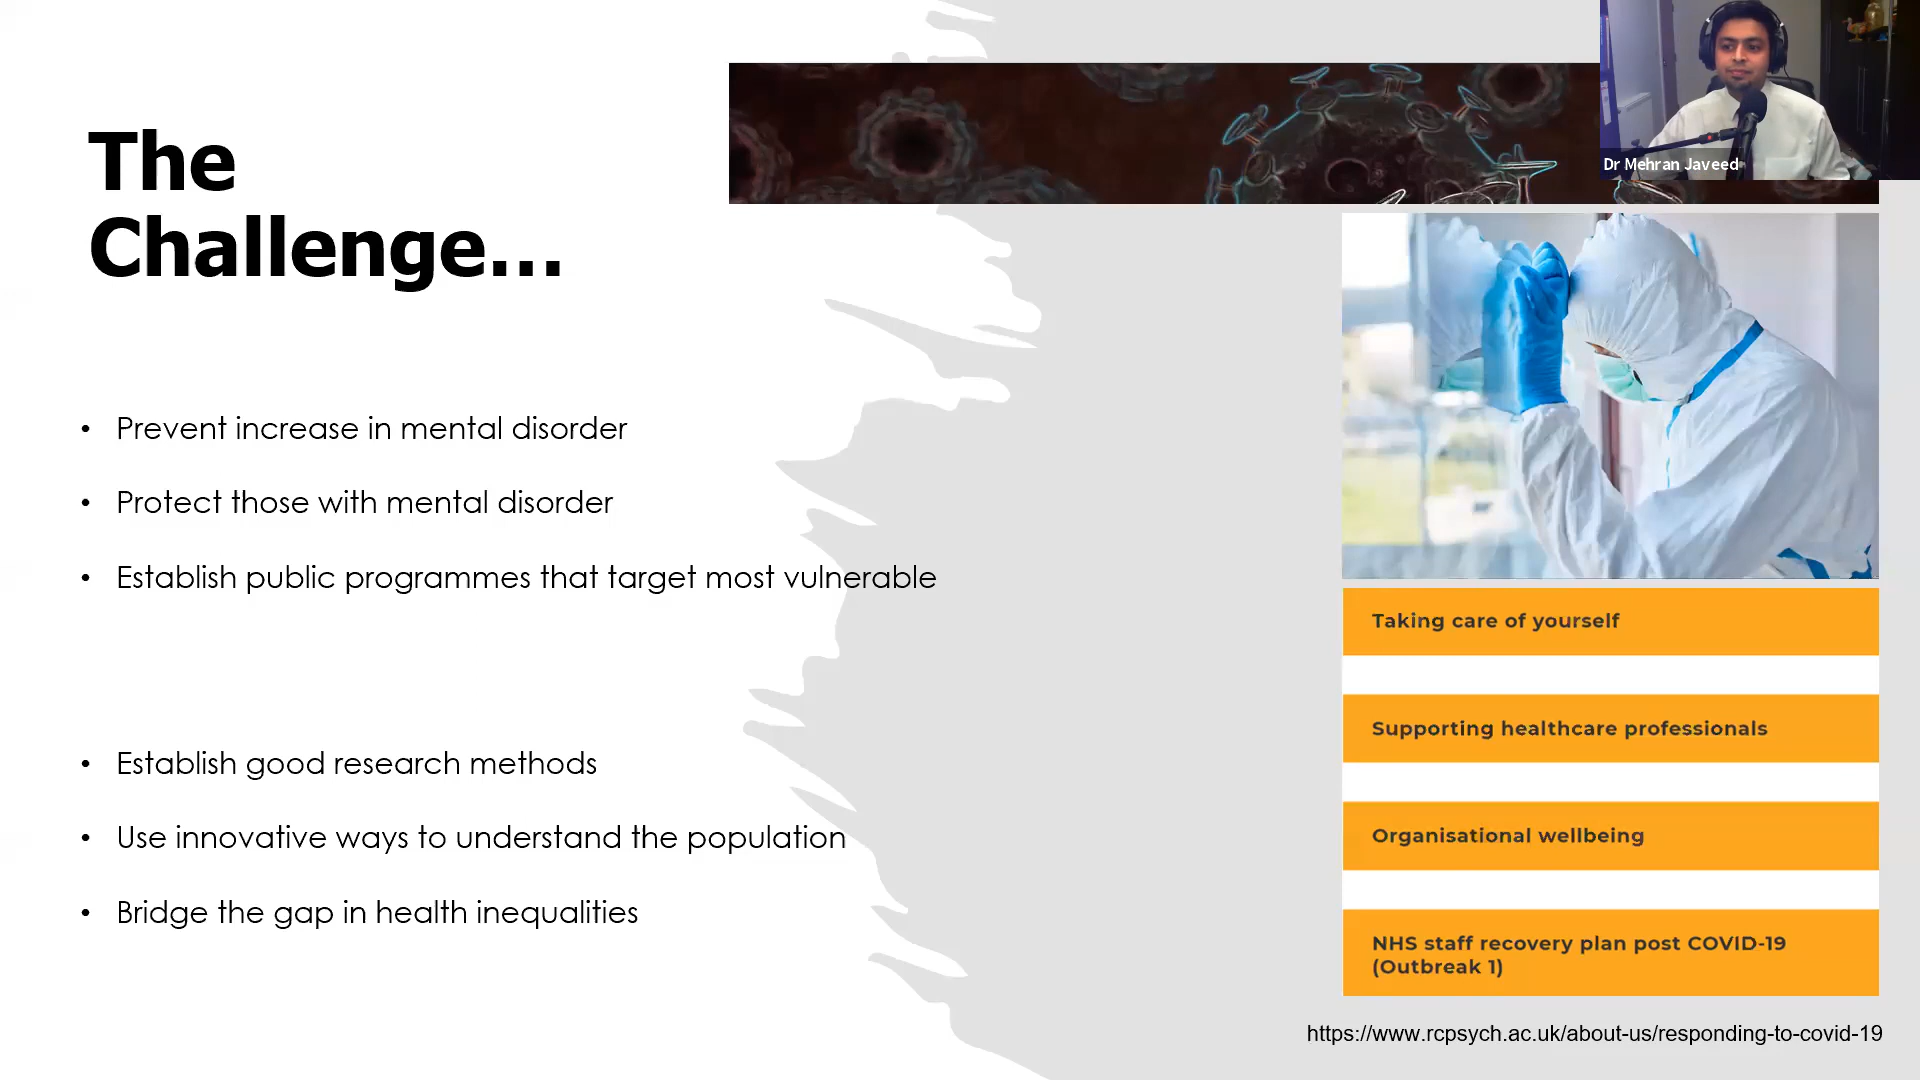 The
Challenge...
Dr Mehran Javeed
• Prevent increase in mental disorder
• Protect those with mental disorder
• Establish public programmes that target most vulnerable
• Establish good research methods
• Use innovative ways to understand the population
• Bridge the gap in health inequalities
Taking care of yourself
Supporting healthcare professionals
Organisational wellbeing
NHS staff recovery plan post COVID-19
(Outbreak 1)
https://www.rcpsych.ac.uk/about-us/responding-to-covid-19